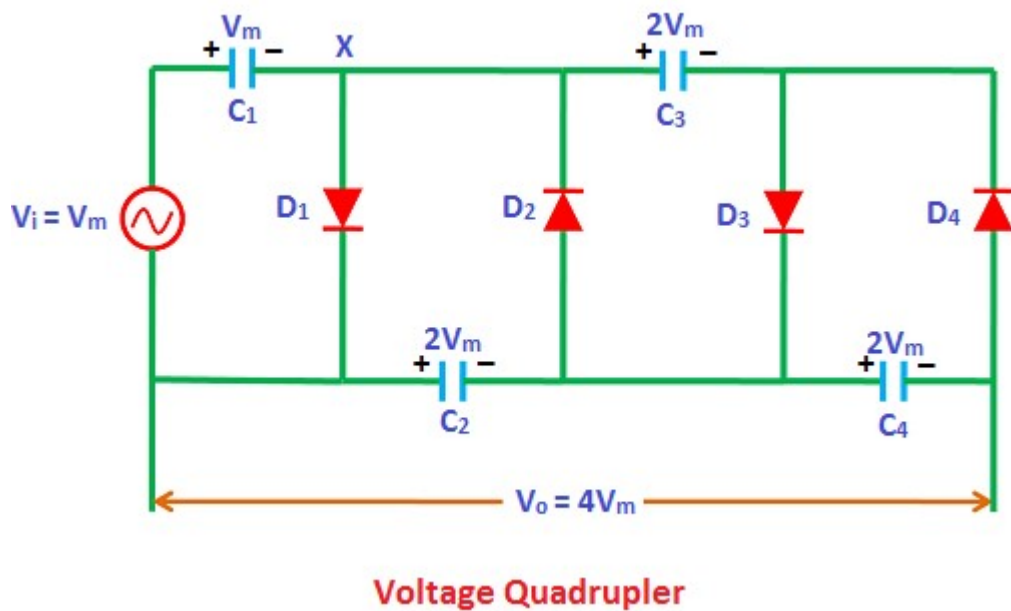 Vm
+ −
X
C1
2Vm
+ −
C3
Vi = Vm
D1
D2
D3
D4
2Vm
+ −
C2
2Vm
+ −
C4
Vo = 4Vm
Voltage Quadrupler